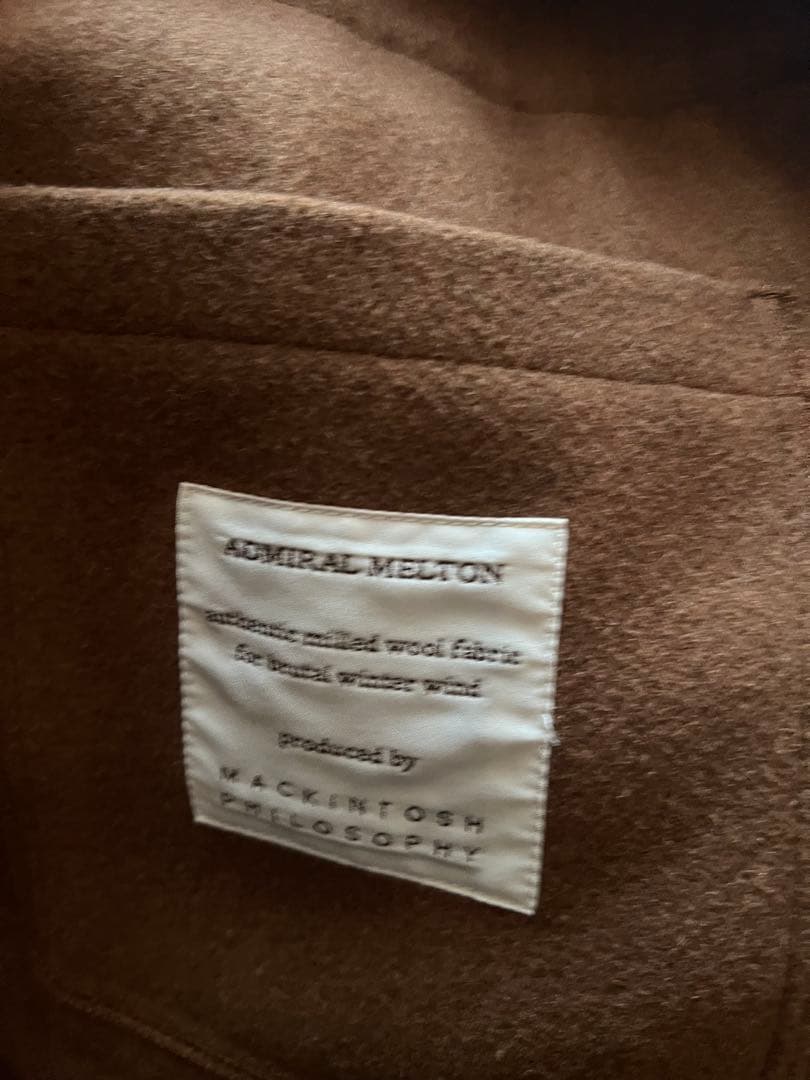 ADMIRAL MELTON
authentic milled wool fabric
for brutal winter wind
produced by
MACKINTOSH
PHILOSOPHY